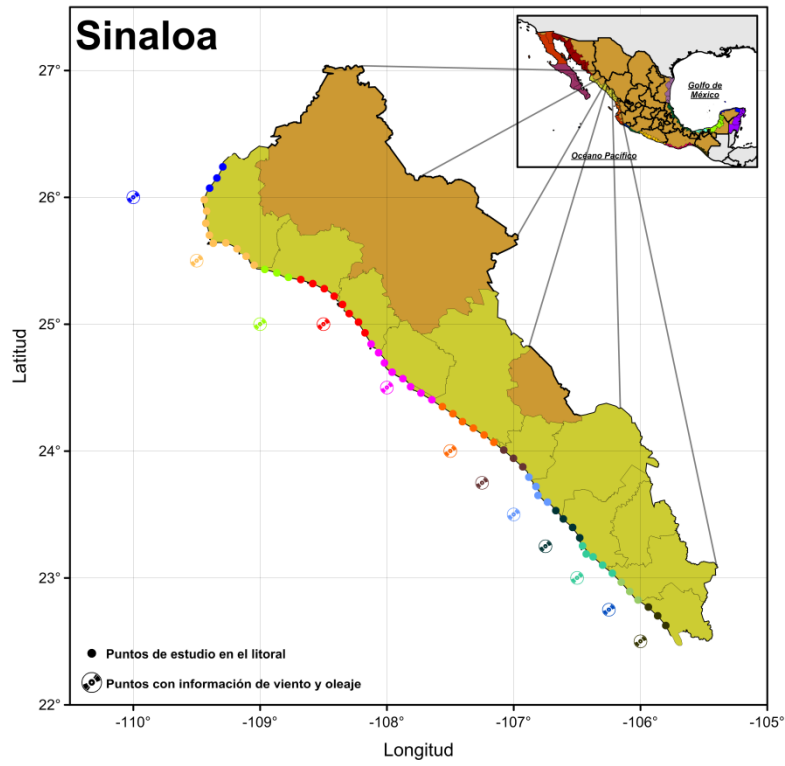 Sinaloa
Golfo de
México
Océano Pacífico
27°
26°
25°
24°
23°
22°
Latitud
Puntos de estudio en el litoral
Puntos con información de viento y oleaje
-110°
-109°
-108°
-107°
-106°
-105°
Longitud